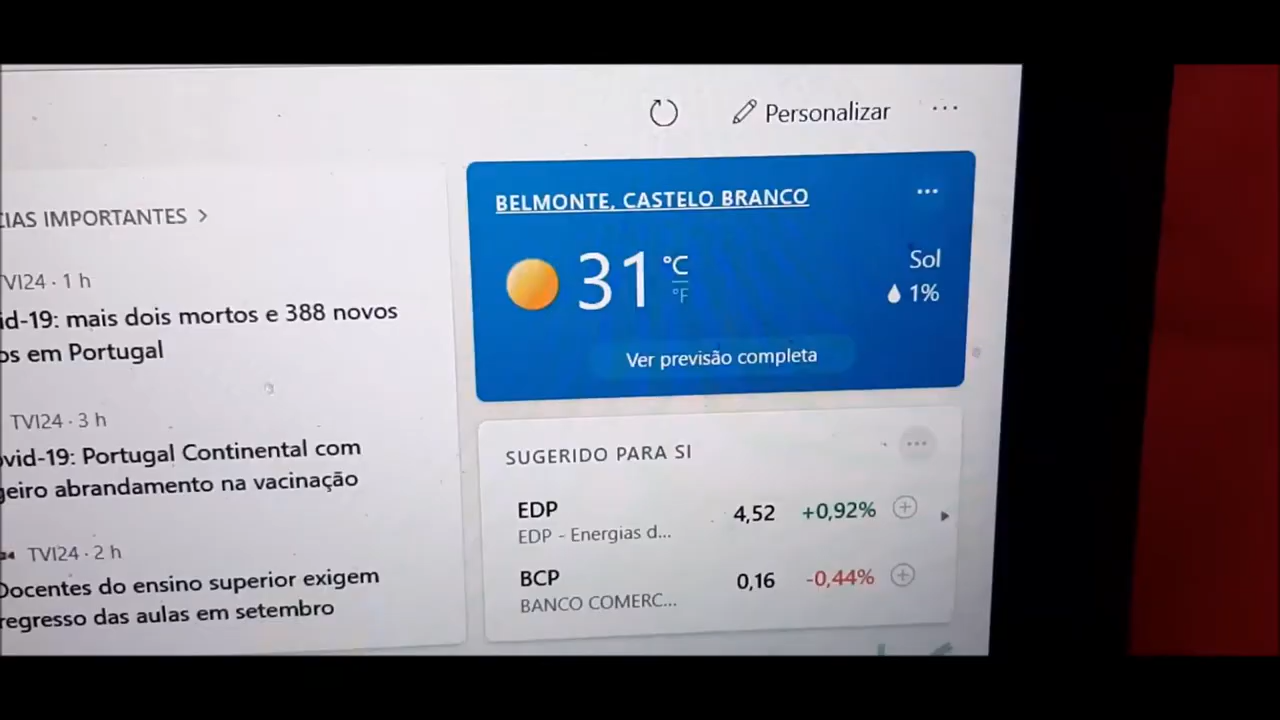 Personalizar
CIAS IMPORTANTES
TVI24 · 1 h
id-19: mais dois mortos e 388 novos
os em Portugal
TVI24 · 3 h
ovid-19: Portugal Continental com
geiro abrandamento na vacinação
24 TVI24 · 2 h
Docentes do ensino superior exigem
regresso das aulas em setembro
BELMONTE, CASTELO BRANCO
31 °C
°F
Sol
1%
Ver previsão completa
SUGERIDO PARA SI
EDP 4,52 +0,92%
EDP - Energias d...
BCP 0,16 -0,44%
BANCO COMERC...